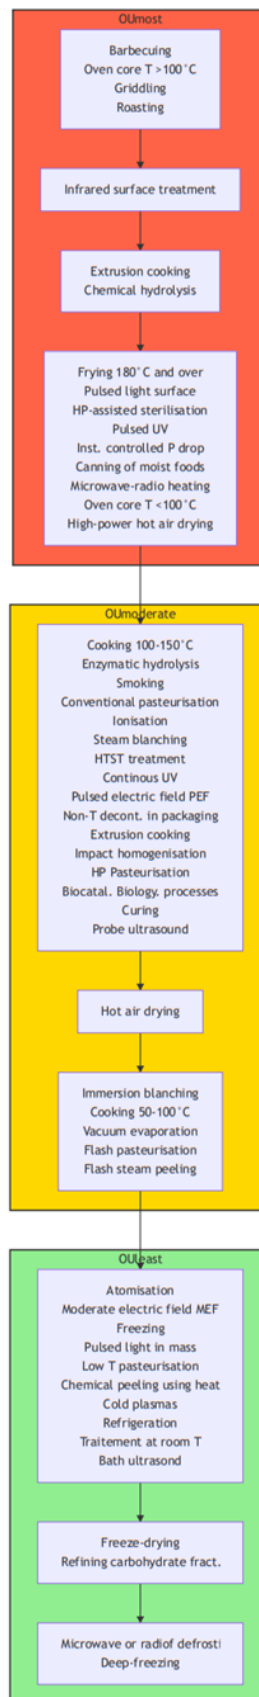 OUmost
Barbecuing
Oven core T >100°C
Griddling
Roasting
Infrared surface treatment
Extrusion cooking
Chemical hydrolysis
Frying 180°C and over
Pulsed light surface
HP-assisted sterilisation
Pulsed UV
Inst. controlled P drop
Canning of moist foods
Microwave-radio heating
Oven core T <100°C
High-power hot air drying
OUmoderate
Cooking 100-150°C
Enzymatic hydrolysis
Smoking
Conventional pasteurisation
Ionisation
Steam blanching
HTST treatment
Continous UV
Pulsed electric field PEF
Non-T decont. in packaging
Extrusion cooking
Impact homogenisation
HP Pasteurisation
Biocatal. Biology. processes
Curing
Probe ultrasound
Hot air drying
Immersion blanching
Cooking 50-100°C
Vacuum evaporation
Flash pasteurisation
Flash steam peeling
OUleast
Atomisation
Moderate electric field MEF
Freezing
Pulsed light in mass
Low T pasteurisation
Chemical peeling using heat
Cold plasmas
Refrigeration
Traitement at room T
Bath ultrasond
Freeze-drying
Refining carbohydrate fract.
Microwave or radiof defrosti
Deep-freezing